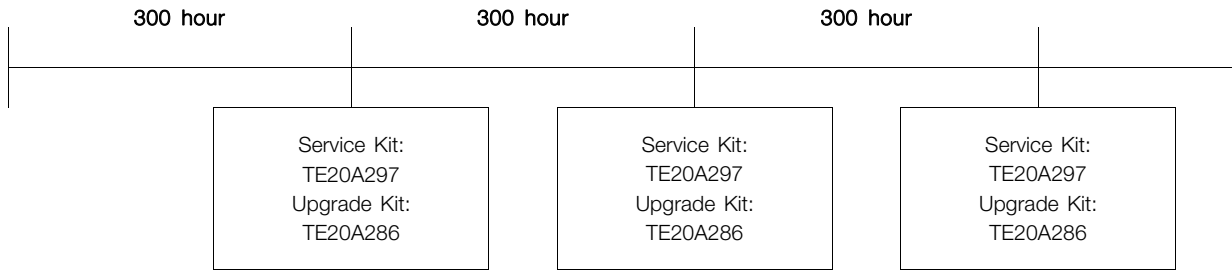 300 hour
300 hour
300 hour
Service Kit:
TE20A297
Upgrade Kit:
TE20A286
Service Kit:
TE20A297
Upgrade Kit:
TE20A286
Service Kit:
TE20A297
Upgrade Kit:
TE20A286